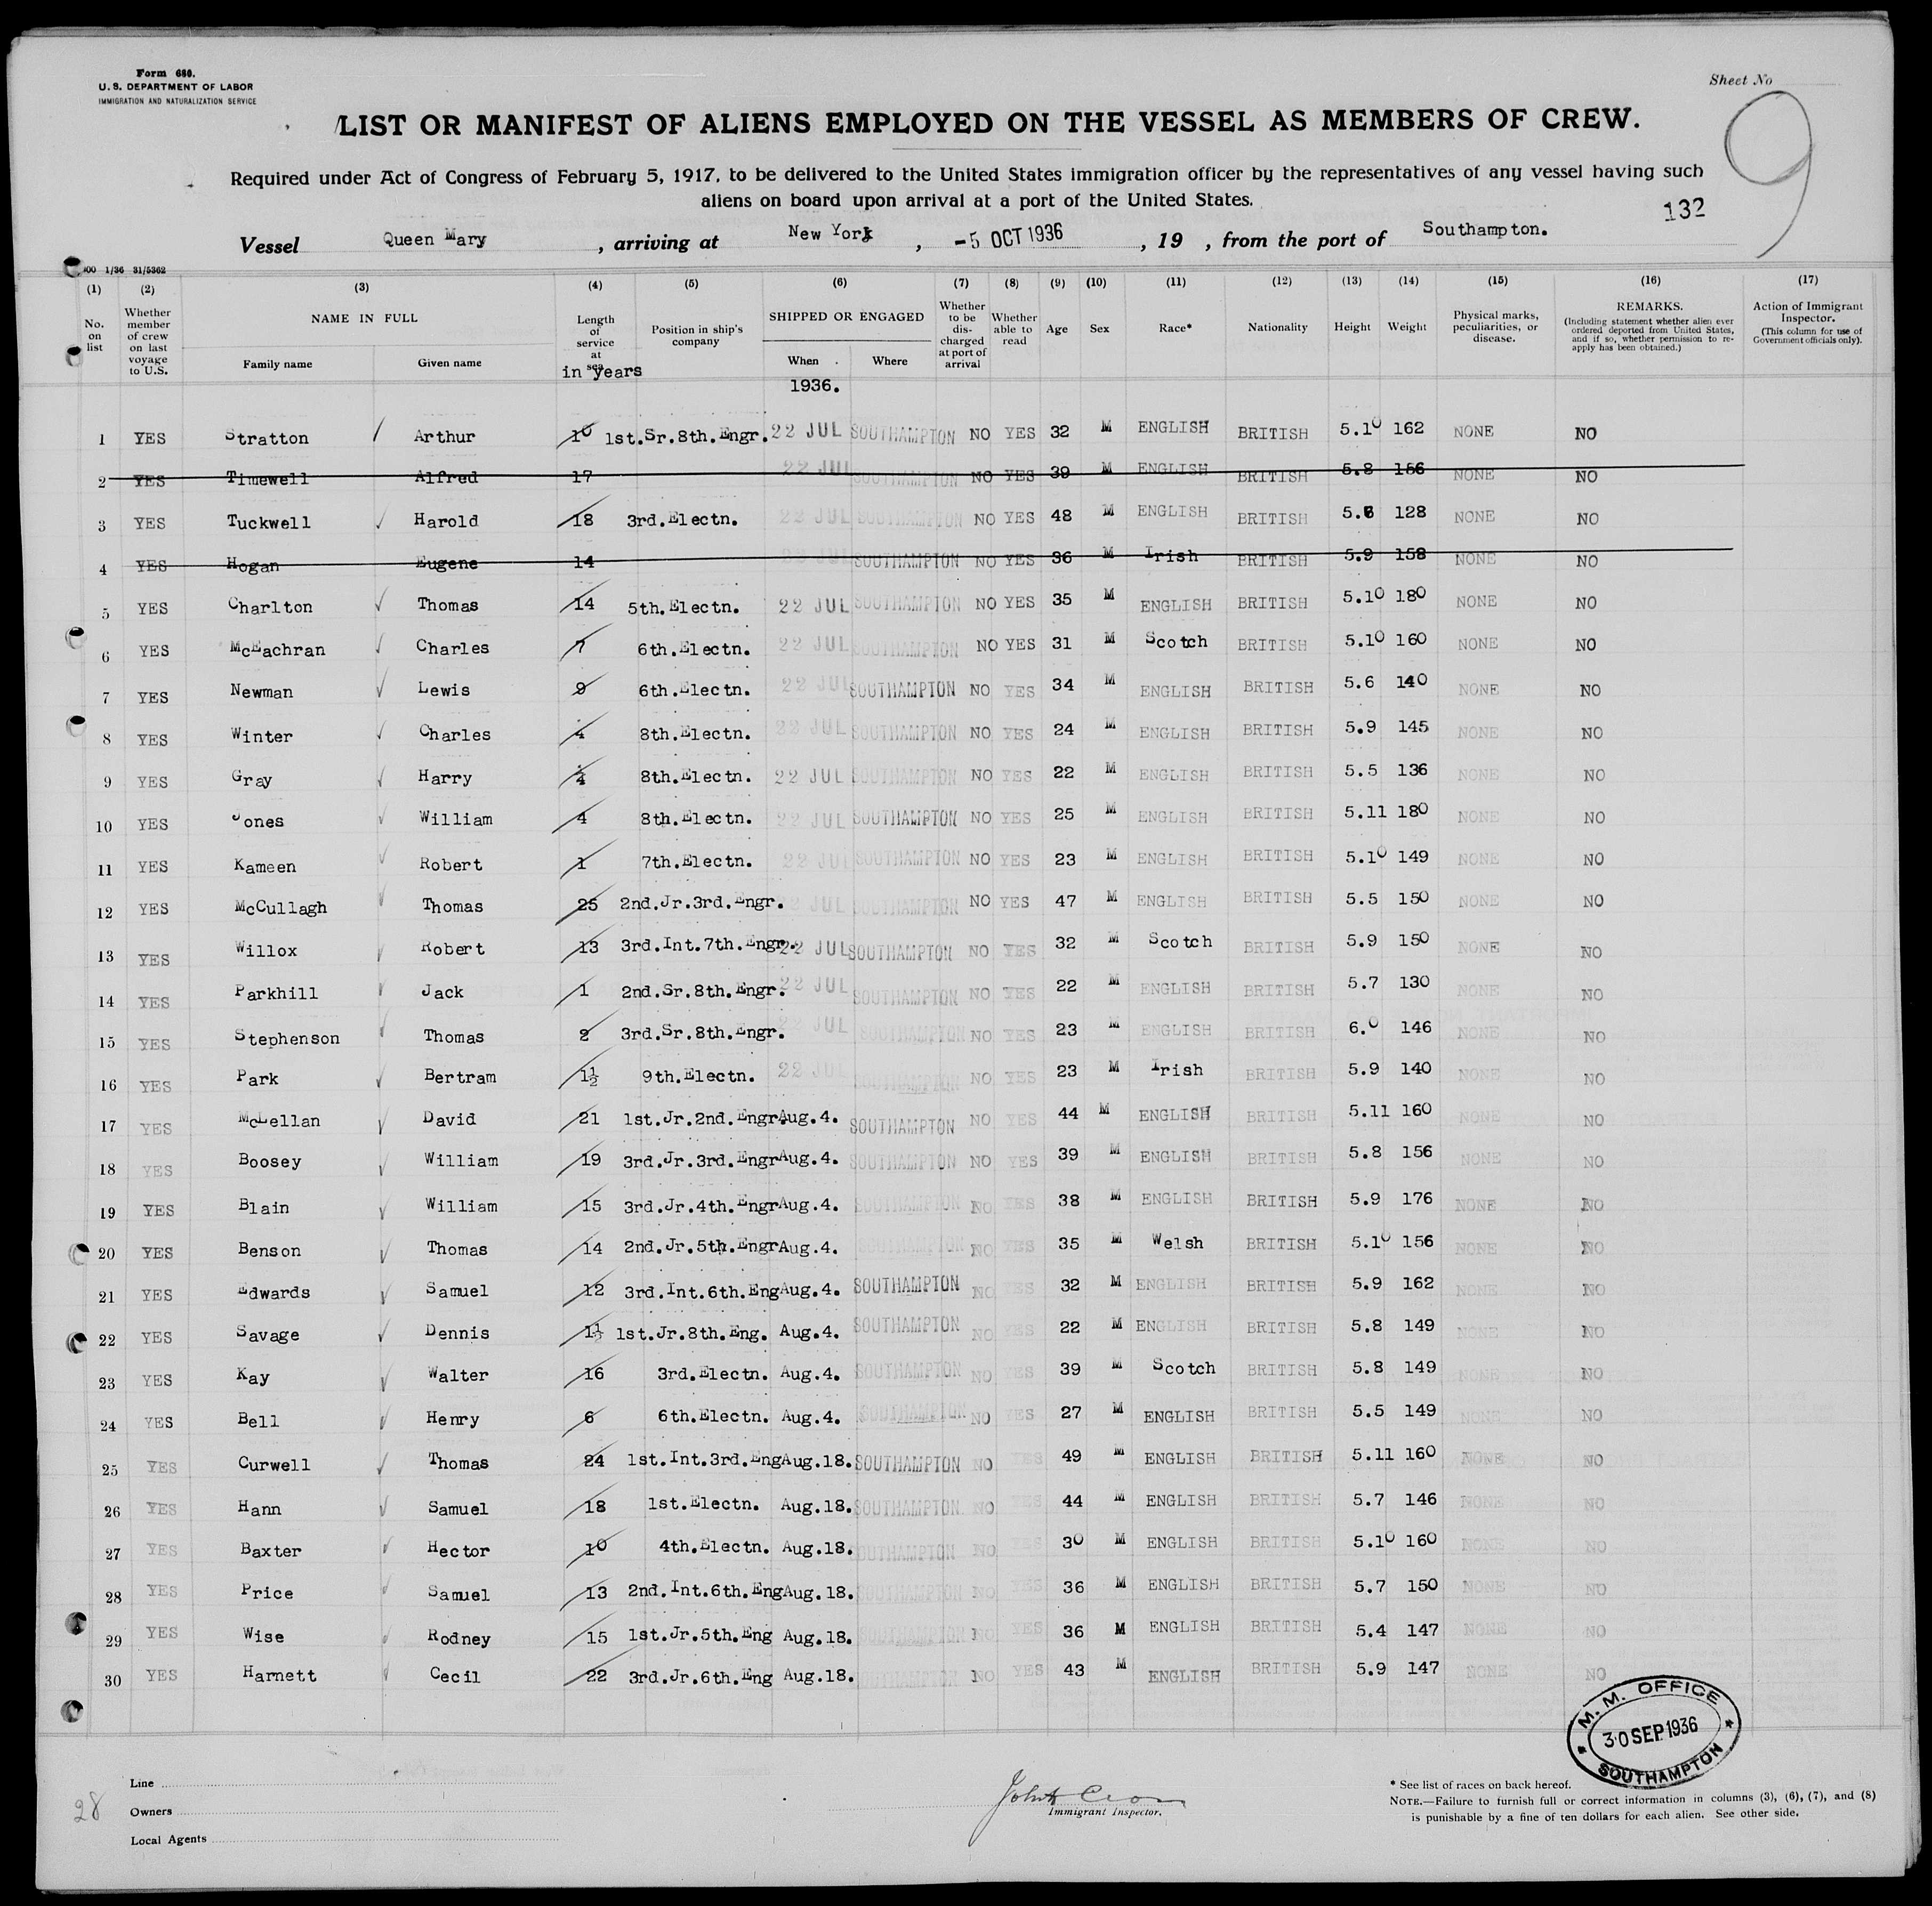 Form 680.
U. S. DEPARTMENT OF LABOR
IMMIGRATION AND NATURALIZATION SERVICE
Sheet No
9
LIST OR MANIFEST OF ALIENS EMPLOYED ON THE VESSEL AS MEMBERS OF CREW.
Required under Act of Congress of February 5, 1917, to be delivered to the United States immigration officer by the representatives of any vessel having such
aliens on board upon arrival at a port of the United States.
132
Vessel Queen Mary , arriving at New York , -5 OCT 1936 , 19 , from the port of Southampton.
00 1/36 31/5362
(1) (2) (3) (4) (5) (6) (7) (8) (9) (10) (11) (12) (13) (14) (15) (16) (17)
No. on list Whether member of crew on last voyage to U.S. NAME IN FULL Family name Given name Length of service at sea in years Position in ship's company SHIPPED OR ENGAGED When Where Whether to be discharged at port of arrival Whether able to read Age Sex Race* Nationality Height Weight Physical marks, peculiarities, or disease. REMARKS. (Including statement whether alien ever ordered deported from United States, and if so, whether permission to re-apply has been obtained.) Action of Immigrant Inspector. (This column for use of Government officials only).
1936.
1 YES Stratton Arthur 10 1st.Sr.8th.Engr. 22 JUL SOUTHAMPTON NO YES 32 M ENGLISH BRITISH 5.10 162 NONE NO
2 YES Timewell Alfred 17 22 JUL SOUTHAMPTON NO YES 39 M ENGLISH BRITISH 5.8 156 NONE NO
3 YES Tuckwell Harold 18 3rd.Electn. 22 JUL SOUTHAMPTON NO YES 48 M ENGLISH BRITISH 5.6 128 NONE NO
4 YES Hogan Eugene 14 22 JUL SOUTHAMPTON NO YES 36 M Irish BRITISH 5.9 158 NONE NO
5 YES Charlton Thomas 14 5th.Electn. 22 JUL SOUTHAMPTON NO YES 35 M ENGLISH BRITISH 5.10 180 NONE NO
6 YES McEachran Charles 7 6th.Electn. 22 JUL SOUTHAMPTON NO YES 31 M Scotch BRITISH 5.10 160 NONE NO
7 YES Newman Lewis 9 6th.Electn. 22 JUL SOUTHAMPTON NO YES 34 M ENGLISH BRITISH 5.6 140 NONE NO
8 YES Winter Charles 8th.Electn. 22 JUL SOUTHAMPTON NO YES 24 M ENGLISH BRITISH 5.9 145 NONE NO
9 YES Gray Harry 8th.Electn. 22 JUL SOUTHAMPTON NO YES 22 M ENGLISH BRITISH 5.5 136 NONE NO
10 YES Jones William 4 8th.Electn. 22 JUL SOUTHAMPTON NO YES 25 M ENGLISH BRITISH 5.11 180 NONE NO
11 YES Kameen Robert 1 7th.Electn. 22 JUL SOUTHAMPTON NO YES 23 M ENGLISH BRITISH 5.10 149 NONE NO
12 YES McCullagh Thomas 25 2nd.Jr.3rd.Engr. 22 JUL SOUTHAMPTON NO YES 47 M ENGLISH BRITISH 5.5 150 NONE NO
13 YES Willox Robert 13 3rd.Int.7th.Engr. 22 JUL SOUTHAMPTON NO YES 32 M Scotch BRITISH 5.9 150 NONE NO
14 YES Parkhill Jack 1 2nd.Sr.8th.Engr. 22 JUL SOUTHAMPTON NO YES 22 M ENGLISH BRITISH 5.7 130 NONE NO
15 YES Stephenson Thomas 2 3rd.Sr.8th.Engr. 22 JUL SOUTHAMPTON NO YES 23 M ENGLISH BRITISH 6.0 146 NONE NO
16 YES Park Bertram 1½ 9th.Electn. 22 JUL SOUTHAMPTON NO YES 23 M Irish BRITISH 5.9 140 NONE NO
17 YES McLellan David 21 1st.Jr.2nd.Engr Aug.4. SOUTHAMPTON NO YES 44 M ENGLISH BRITISH 5.11 160 NONE NO
18 YES Boosey William 19 3rd.Jr.3rd.Engr Aug.4. SOUTHAMPTON NO YES 39 M ENGLISH BRITISH 5.8 156 NONE NO
19 YES Blain William 15 3rd.Jr.4th.Engr Aug.4. SOUTHAMPTON NO YES 38 M ENGLISH BRITISH 5.9 176 NONE NO
20 YES Benson Thomas 14 2nd.Jr.5th.Engr Aug.4. SOUTHAMPTON NO YES 35 M Welsh BRITISH 5.10 156 NONE NO
21 YES Edwards Samuel 12 3rd.Int.6th.Eng Aug.4. SOUTHAMPTON NO YES 32 M ENGLISH BRITISH 5.9 162 NONE NO
22 YES Savage Dennis 1½ 1st.Jr.8th.Eng. Aug.4. SOUTHAMPTON NO YES 22 M ENGLISH BRITISH 5.8 149 NONE NO
23 YES Kay Walter 16 3rd.Electn. Aug.4. SOUTHAMPTON NO YES 39 M Scotch BRITISH 5.8 149 NONE NO
24 YES Bell Henry 6 6th.Electn. Aug.4. SOUTHAMPTON NO YES 27 M ENGLISH BRITISH 5.5 149 NONE NO
25 YES Curwell Thomas 24 1st.Int.3rd.Eng Aug.18. SOUTHAMPTON NO YES 49 M ENGLISH BRITISH 5.11 160 NONE NO
26 YES Hann Samuel 18 1st.Electn. Aug.18. SOUTHAMPTON NO YES 44 M ENGLISH BRITISH 5.7 146 NONE NO
27 YES Baxter Hector 10 4th.Electn. Aug.18. SOUTHAMPTON NO YES 30 M ENGLISH BRITISH 5.10 160 NONE NO
28 YES Price Samuel 13 2nd.Int.6th.Eng Aug.18. SOUTHAMPTON NO YES 36 M ENGLISH BRITISH 5.7 150 NONE NO
29 YES Wise Rodney 15 1st.Jr.5th.Eng Aug.18. SOUTHAMPTON NO YES 36 M ENGLISH BRITISH 5.4 147 NONE NO
30 YES Harnett Cecil 22 3rd.Jr.6th.Eng Aug.18. SOUTHAMPTON NO YES 43 M ENGLISH BRITISH 5.9 147 NONE NO
M. M. OFFICE
30 SEP 1936
SOUTHAMPTON
28
Line
Owners
Local Agents
John
Immigrant Inspector.
* See list of races on back hereof.
NOTE.—Failure to furnish full or correct information in columns (3), (6), (7), and (8)
is punishable by a fine of ten dollars for each alien. See other side.